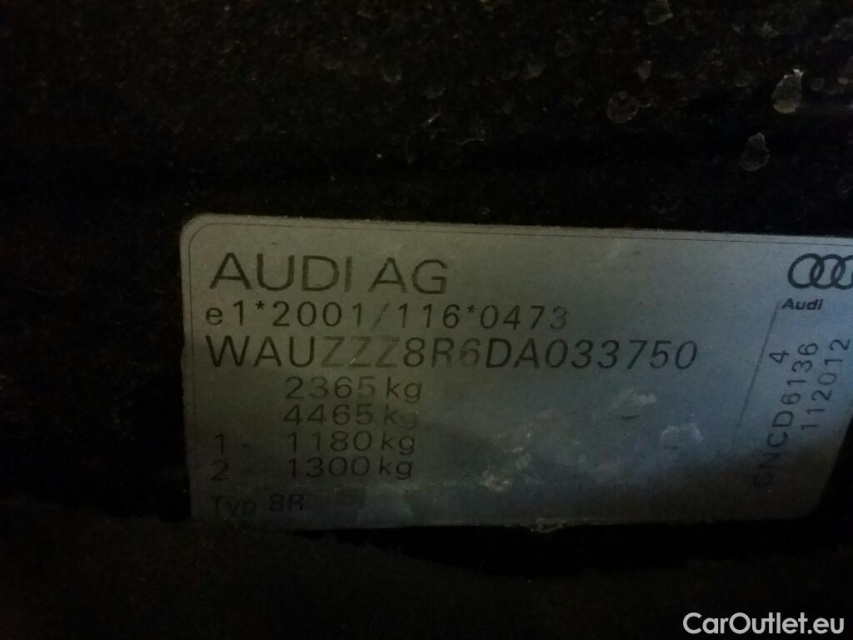 AUDI AG
e1*2001/116*0473
WAUZZZ8R6DA033750
2365 kg
4465 kg
1 - 1180 kg
2 - 1300 kg
Typ 8R
Audi
4
CNCD6136
112012
CarOutlet.eu